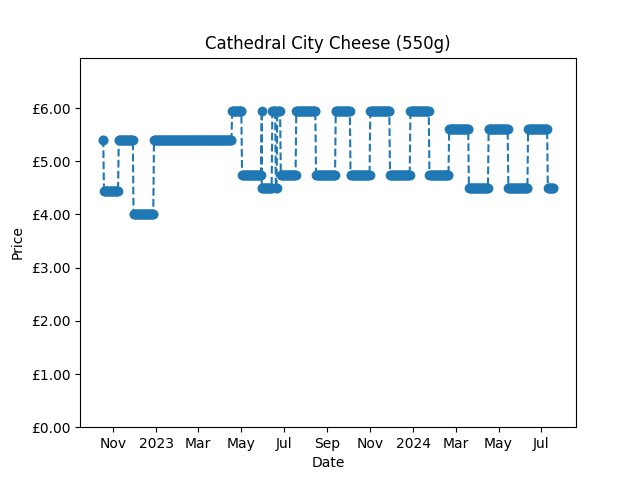 Cathedral City Cheese (550g)
£6.00
£5.00
£4.00
£3.00
£2.00
£1.00
£0.00
Price
Nov 2023 Mar May Jul Sep Nov 2024 Mar May Jul
Date